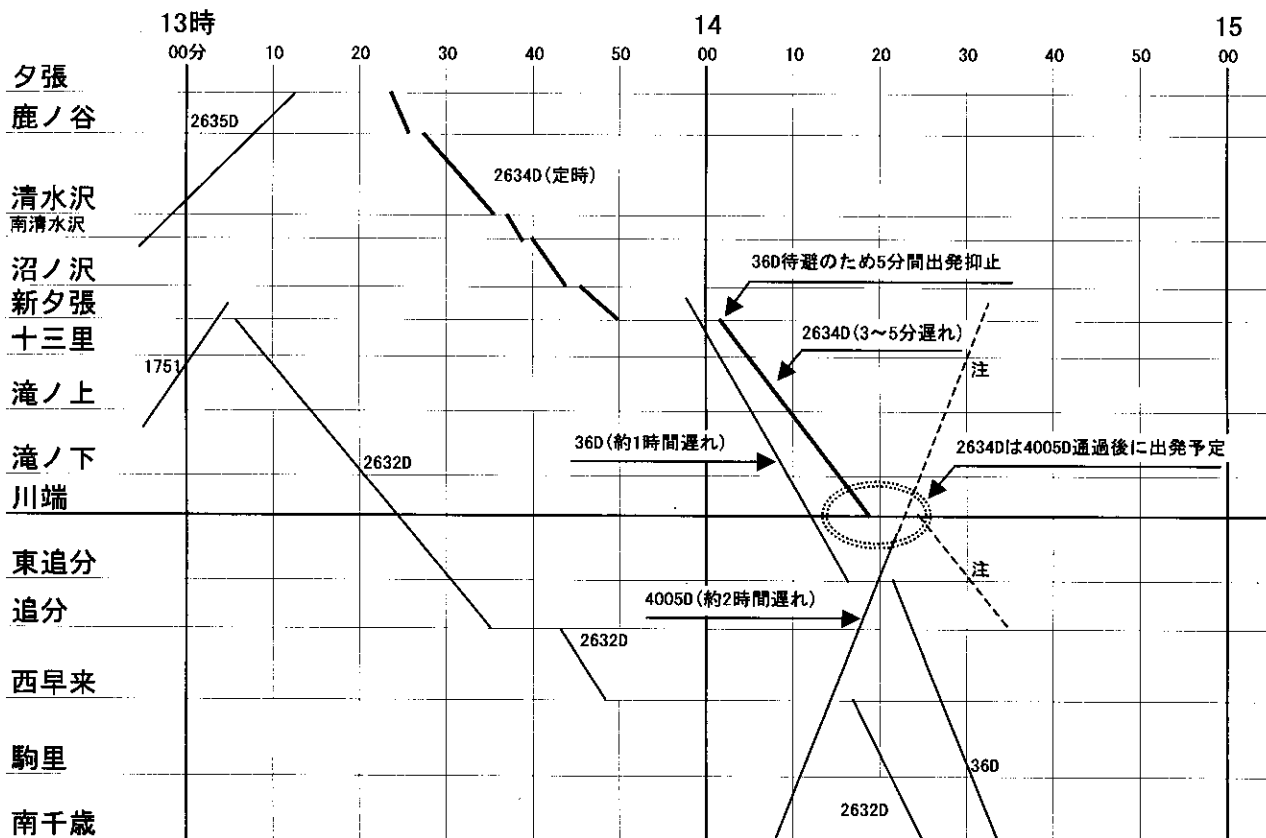 13時 14 15
00分 10 20 30 40 50 00 10 20 30 40 50 00
夕張
鹿ノ谷
2635D
2634D(定時)
清水沢
南清水沢
沼ノ沢
36D待避のため5分間出発抑止
新夕張
十三里
2634D(3～5分遅れ)
1751
注
滝ノ上
36D(約1時間遅れ)
2634Dは4005D通過後に出発予定
滝ノ下
2632D
川端
東追分
注
4005D(約2時間遅れ)
追分
2632D
西早来
駒里
36D
2632D
南千歳